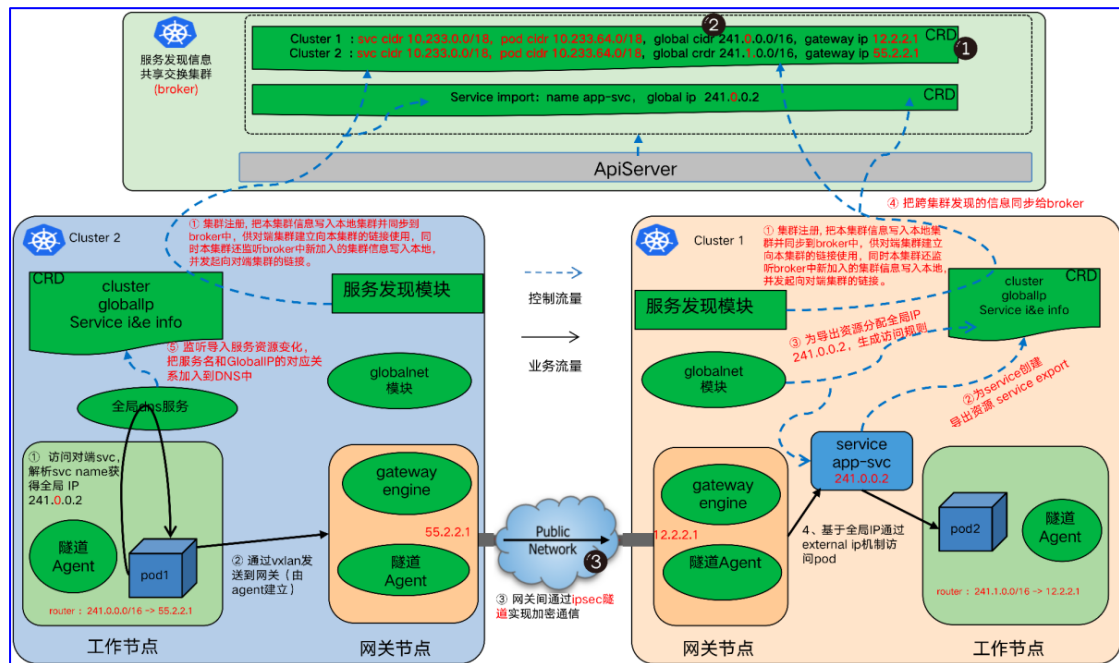 服务发现信息
共享交换集群
(broker)
❷
Cluster 1 : svc cidr 10.233.0.0/18, pod cidr 10.233.64.0/18, global cidr 241.0.0.0/16, gateway ip 12.2.2.1
Cluster 2 : svc cidr 10.233.0.0/18, pod cidr 10.233.64.0/18, global crdr 241.1.0.0/16, gateway ip 55.2.2.1
CRD
❶
Service import: name app-svc, global ip 241.0.0.2
CRD
ApiServer
Cluster 2
① 集群注册, 把本集群信息写入本地集群并同步到
broker中，供对端集群建立向本集群的链接使用，同
时本集群还监听broker中新加入的集群信息写入本地，
并发起向对端集群的链接。
CRD
cluster
globalIp
Service i&e info
服务发现模块
⑤ 监听导入服务资源变化，
把服务名和GlobalIP的对应关
系加入到DNS中
globalnet
模块
全局dns服务
① 访问对端svc，
解析svc name获
得全局 IP
241.0.0.2
隧道
Agent
pod1
router : 241.0.0.0/16 -> 55.2.2.1
工作节点
② 通过vxlan发
送到网关（由
agent建立）
gateway
engine
55.2.2.1
隧道
Agent
网关节点
控制流量
业务流量
Public
Network
❸
③ 网关间通过ipsec隧
道实现加密通信
④ 把跨集群发现的信息同步给broker
Cluster 1
① 集群注册, 把本集群信息写入本地集
群并同步到broker中，供对端集群建立
向本集群的链接使用，同时本集群还监
听broker中新加入的集群信息写入本地，
并发起向对端集群的链接。
CRD
cluster
globalIp
Service i&e info
服务发现模块
③ 为导出资源分配全局IP
241.0.0.2，生成访问规则
globalnet
模块
②为service创建
导出资源 service export
service
app-svc
241.0.0.2
gateway
engine
12.2.2.1
隧道Agent
网关节点
4、基于全局IP通过
external ip机制访
问pod
pod2
隧道
Agent
router : 241.1.0.0/16 -> 12.2.2.1
工作节点